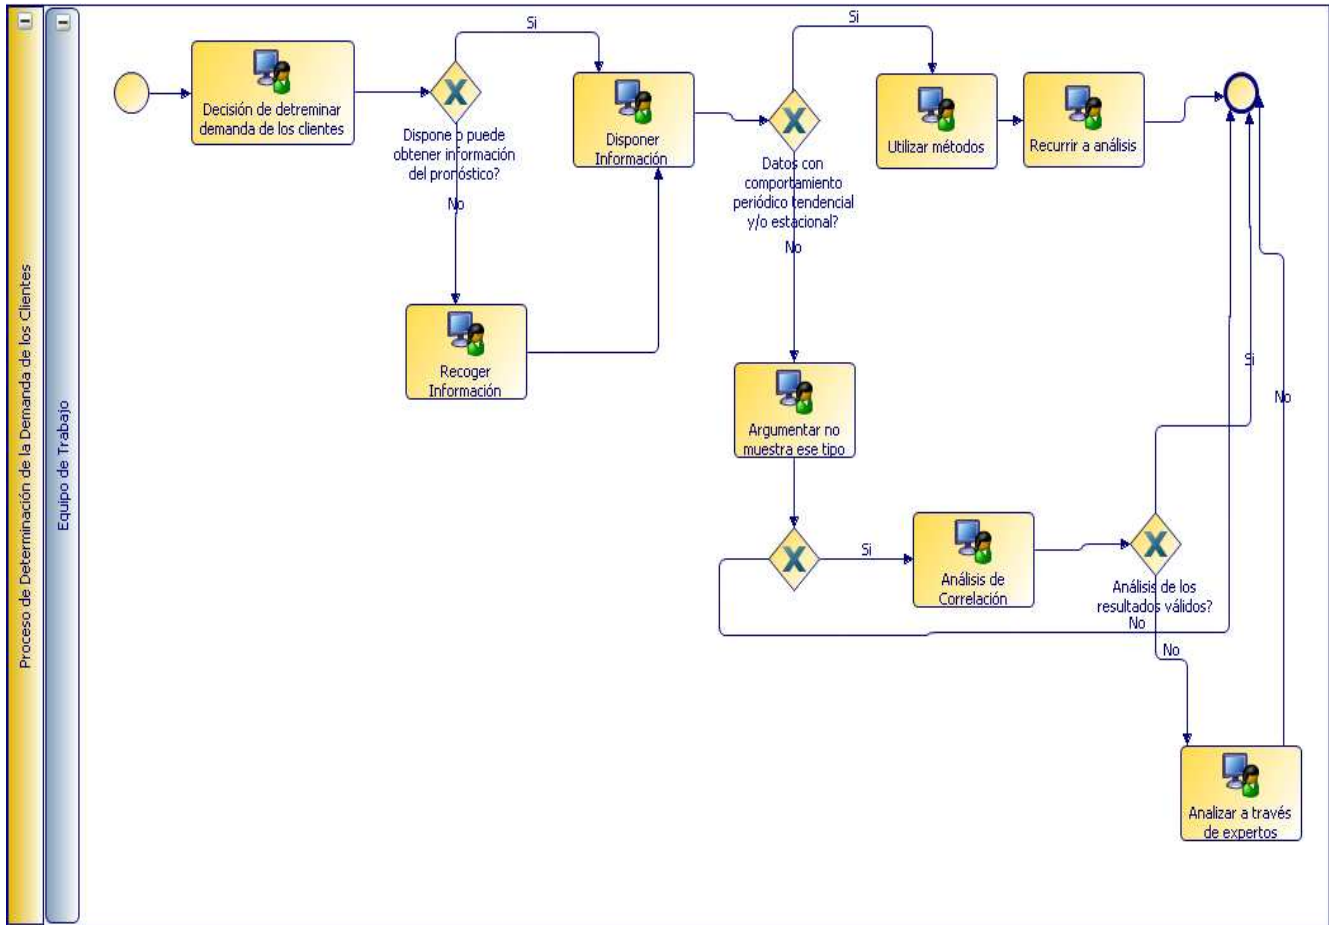 Proceso de Determinación de la Demanda de los Clientes
Equipo de Trabajo
Decisión de detreminar
demanda de los clientes
Dispone o puede
obtener información
del pronóstico?
Si
No
Recoger
Información
Disponer
Información
Datos con
comportamiento
periódico tendencial
y/o estacional?
Si
No
Utilizar métodos
Recurrir a análisis
Argumentar no
muestra ese tipo
Si
No
Análisis de
Correlación
Análisis de los
resultados válidos?
Si
No
Analizar a través
de expertos
No